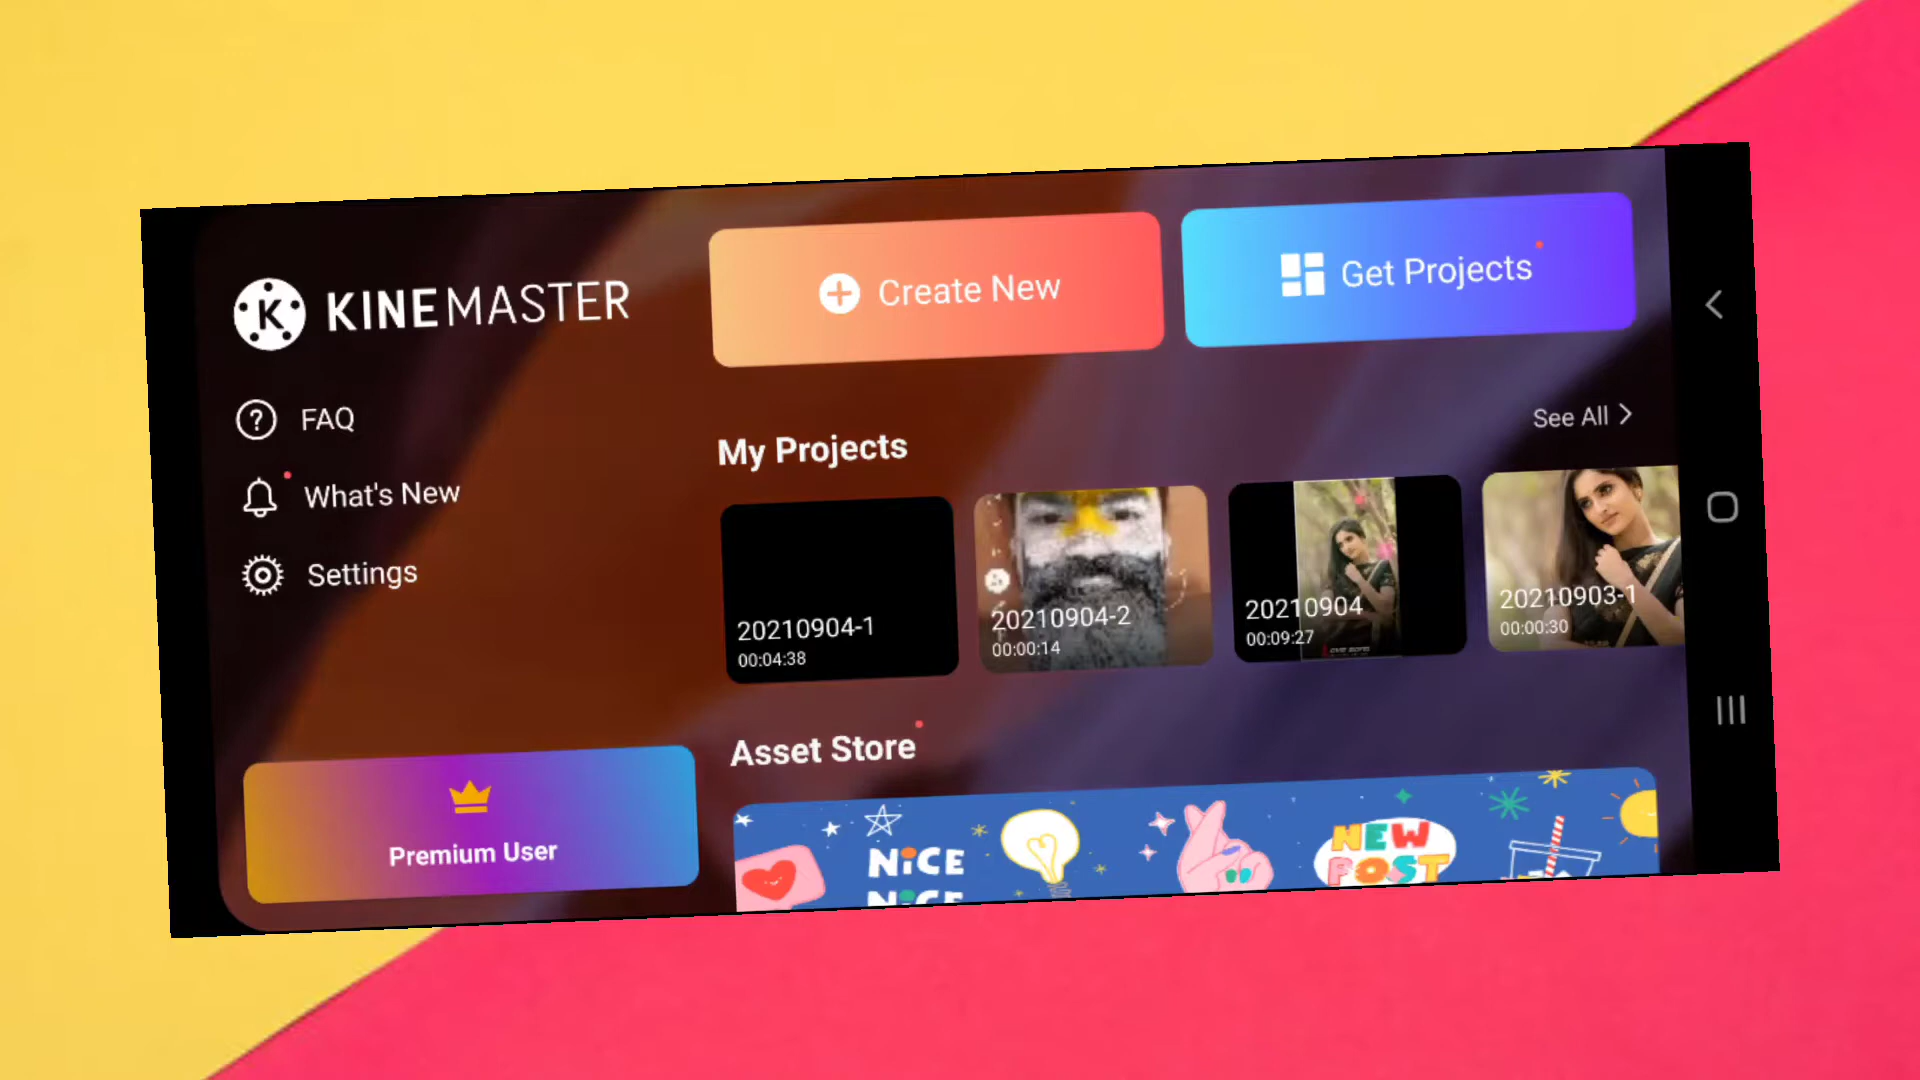 KINEMASTER
FAQ
What's New
Settings
Premium User
Create New
Get Projects
My Projects
See All
20210904-1
00:04:38
20210904-2
00:00:14
20210904
00:09:27
20210903-1
00:00:30
Asset Store
NiCE
NiCE
NEW
POST